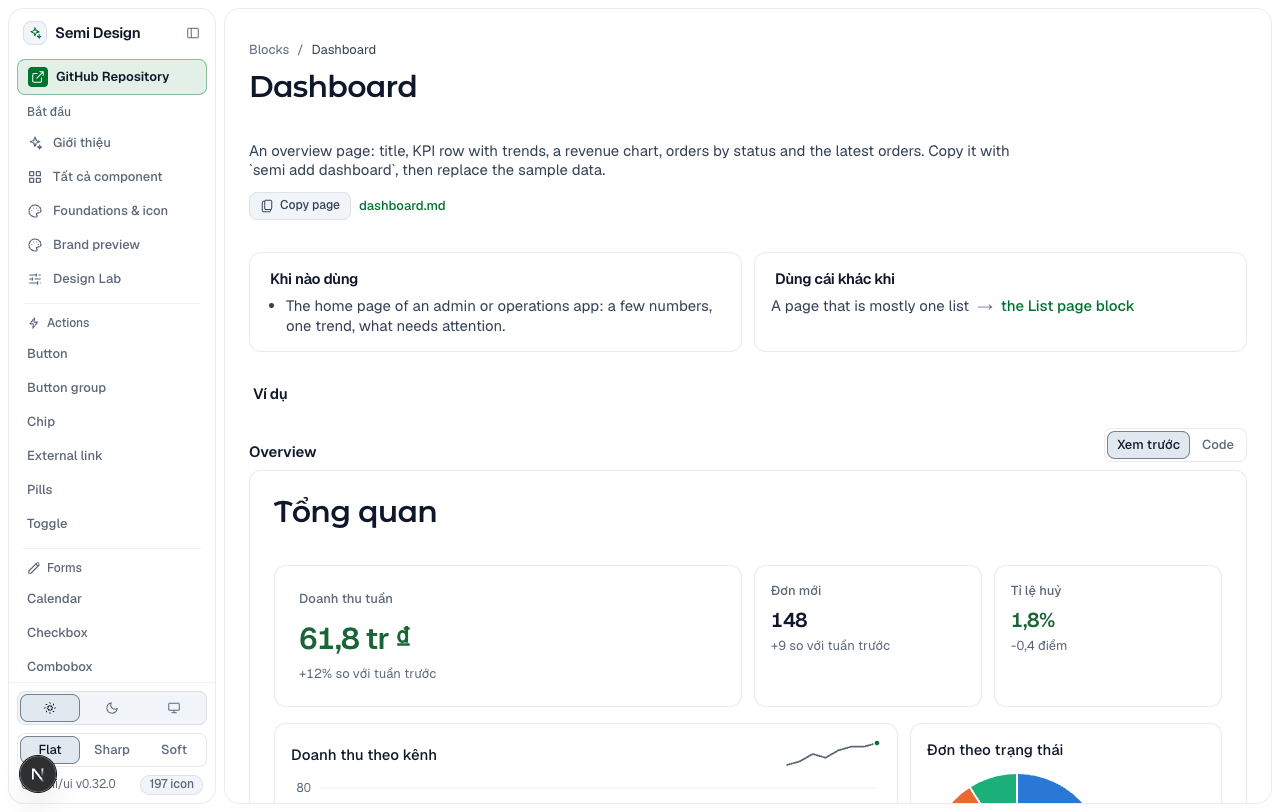 Semi Design
GitHub Repository
Bắt đầu
Giới thiệu
Tất cả component
Foundations & icon
Brand preview
Design Lab
Actions
Button
Button group
Chip
External link
Pills
Toggle
Forms
Calendar
Checkbox
Combobox
Flat Sharp Soft
v0.32.0 197 icon
N
Blocks / Dashboard
Dashboard
An overview page: title, KPI row with trends, a revenue chart, orders by status and the latest orders. Copy it with
`semi add dashboard`, then replace the sample data.
Copy page dashboard.md
Khi nào dùng
• The home page of an admin or operations app: a few numbers,
one trend, what needs attention.
Dùng cái khác khi
A page that is mostly one list → the List page block
Ví dụ
Overview
Xem trước Code
Tổng quan
Doanh thu tuần
61,8 tr ₫
+12% so với tuần trước
Đơn mới
148
+9 so với tuần trước
Tỉ lệ huỷ
1,8%
-0,4 điểm
Doanh thu theo kênh
80
Đơn theo trạng thái